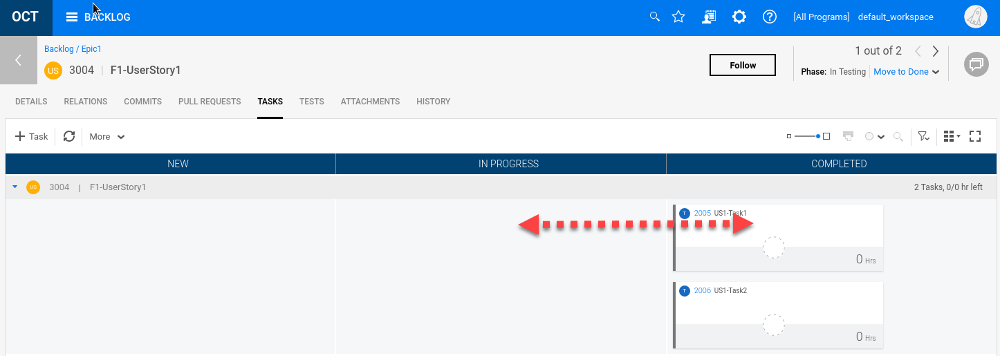 OCT BACKLOG [All Programs] default_workspace
Backlog / Epic1
1 out of 2
US 3004 | F1-UserStory1
Follow
Phase: In Testing Move to Done
DETAILS RELATIONS COMMITS PULL REQUESTS TASKS TESTS ATTACHMENTS HISTORY
+ Task More
NEW IN PROGRESS COMPLETED
US 3004 | F1-UserStory1 2 Tasks, 0/0 hr left
T 2005 US1-Task1
0 Hrs
T 2006 US1-Task2
0 Hrs